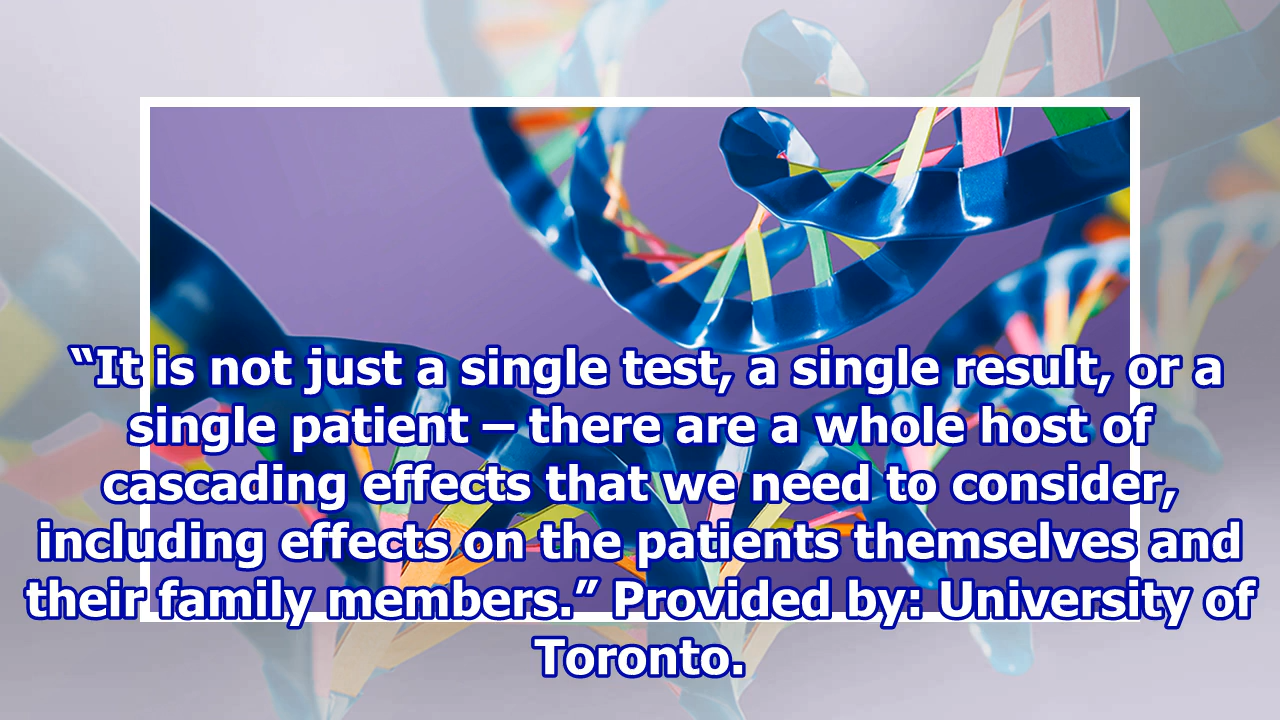 “It is not just a single test, a single result, or a
single patient – there are a whole host of
cascading effects that we need to consider,
including effects on the patients themselves and
their family members.” Provided by: University of
Toronto.